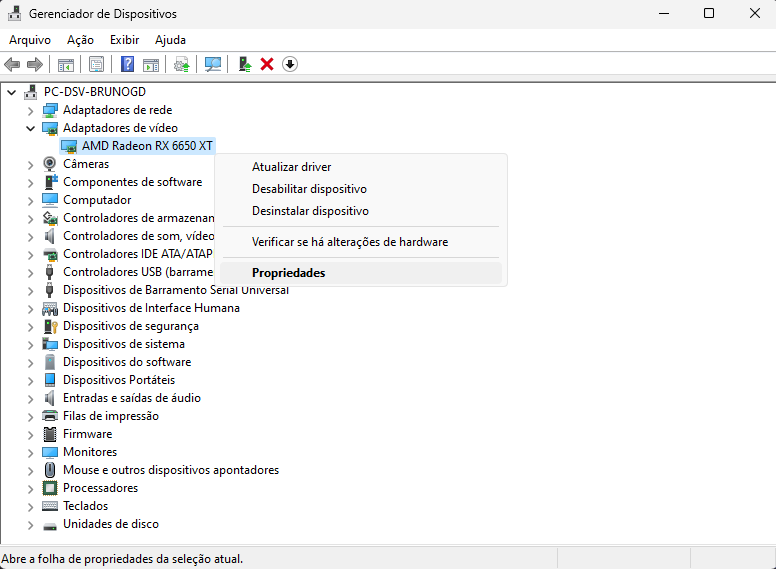 Gerenciador de Dispositivos
Arquivo Ação Exibir Ajuda
PC-DSV-BRUNOGD
Adaptadores de rede
Adaptadores de vídeo
AMD Radeon RX 6650 XT
Câmeras
Componentes de software
Computador
Controladores de armazenan
Controladores de som, vídeo
Controladores IDE ATA/ATAP
Controladores USB (barrame
Dispositivos de Barramento Serial Universal
Dispositivos de Interface Humana
Dispositivos de segurança
Dispositivos de sistema
Dispositivos do software
Dispositivos Portáteis
Entradas e saídas de áudio
Filas de impressão
Firmware
Monitores
Mouse e outros dispositivos apontadores
Processadores
Teclados
Unidades de disco
Atualizar driver
Desabilitar dispositivo
Desinstalar dispositivo
Verificar se há alterações de hardware
Propriedades
Abre a folha de propriedades da seleção atual.